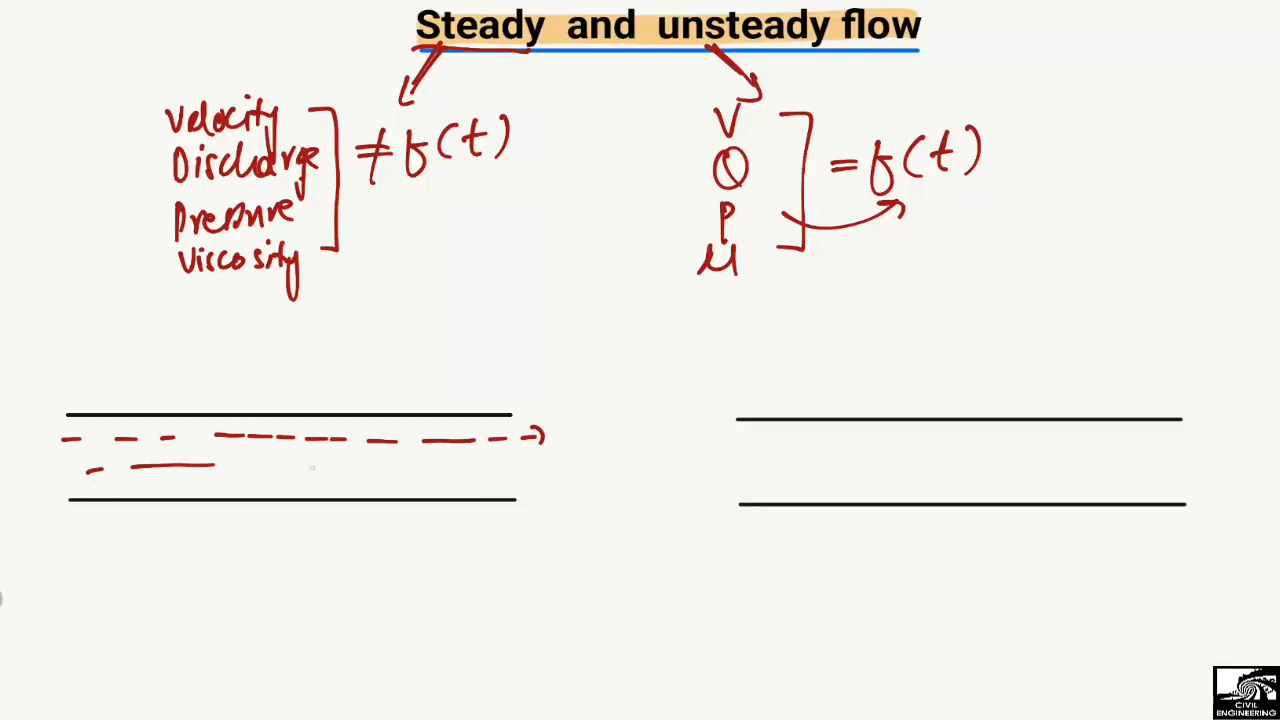 Steady and unsteady flow
Velocity
Discharge
Pressure
Viscosity
≠ f(t)
V
Q
P
μ
= f(t)
CIVIL
ENGINEERING